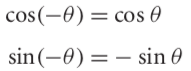 cos(−θ) = cos θ
sin(−θ) = − sin θ